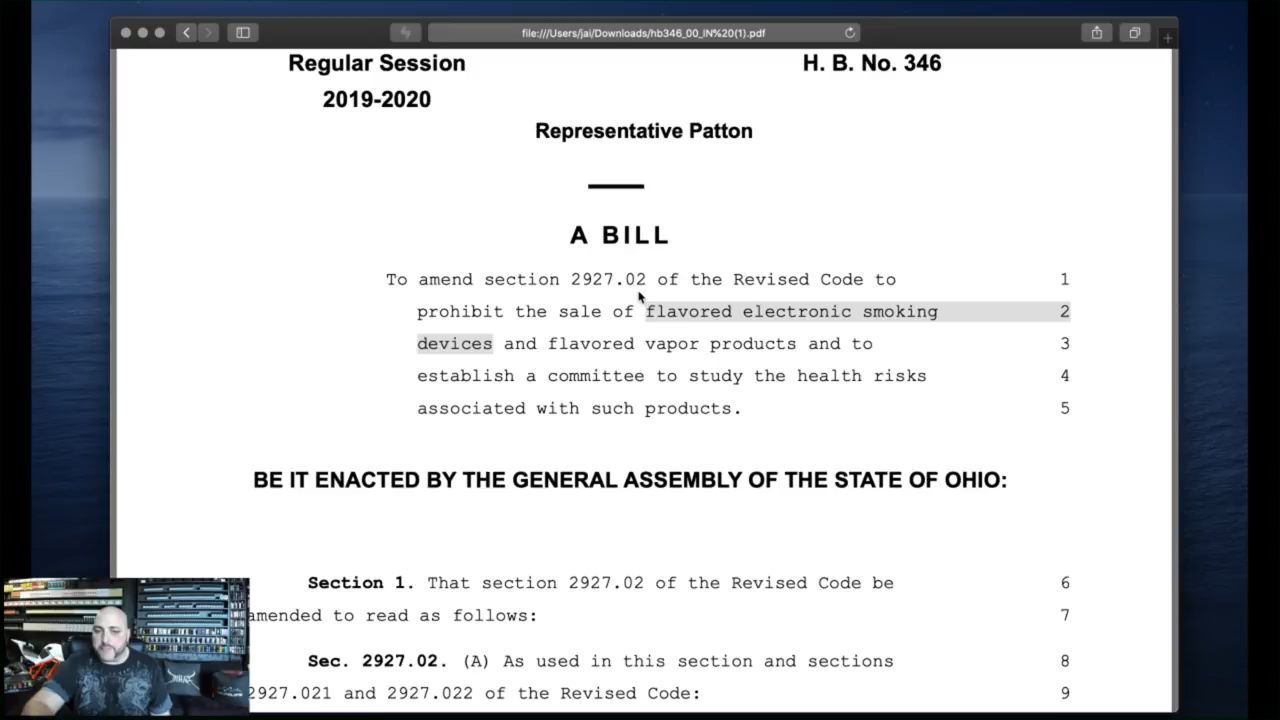 file:///Users/jai/Downloads/hb346_00_IN%20(1).pdf
Regular Session H. B. No. 346
2019-2020
Representative Patton
A BILL
To amend section 2927.02 of the Revised Code to 1
prohibit the sale of flavored electronic smoking 2
devices and flavored vapor products and to 3
establish a committee to study the health risks 4
associated with such products. 5
BE IT ENACTED BY THE GENERAL ASSEMBLY OF THE STATE OF OHIO:
Section 1. That section 2927.02 of the Revised Code be 6
amended to read as follows: 7
Sec. 2927.02. (A) As used in this section and sections 8
2927.021 and 2927.022 of the Revised Code: 9